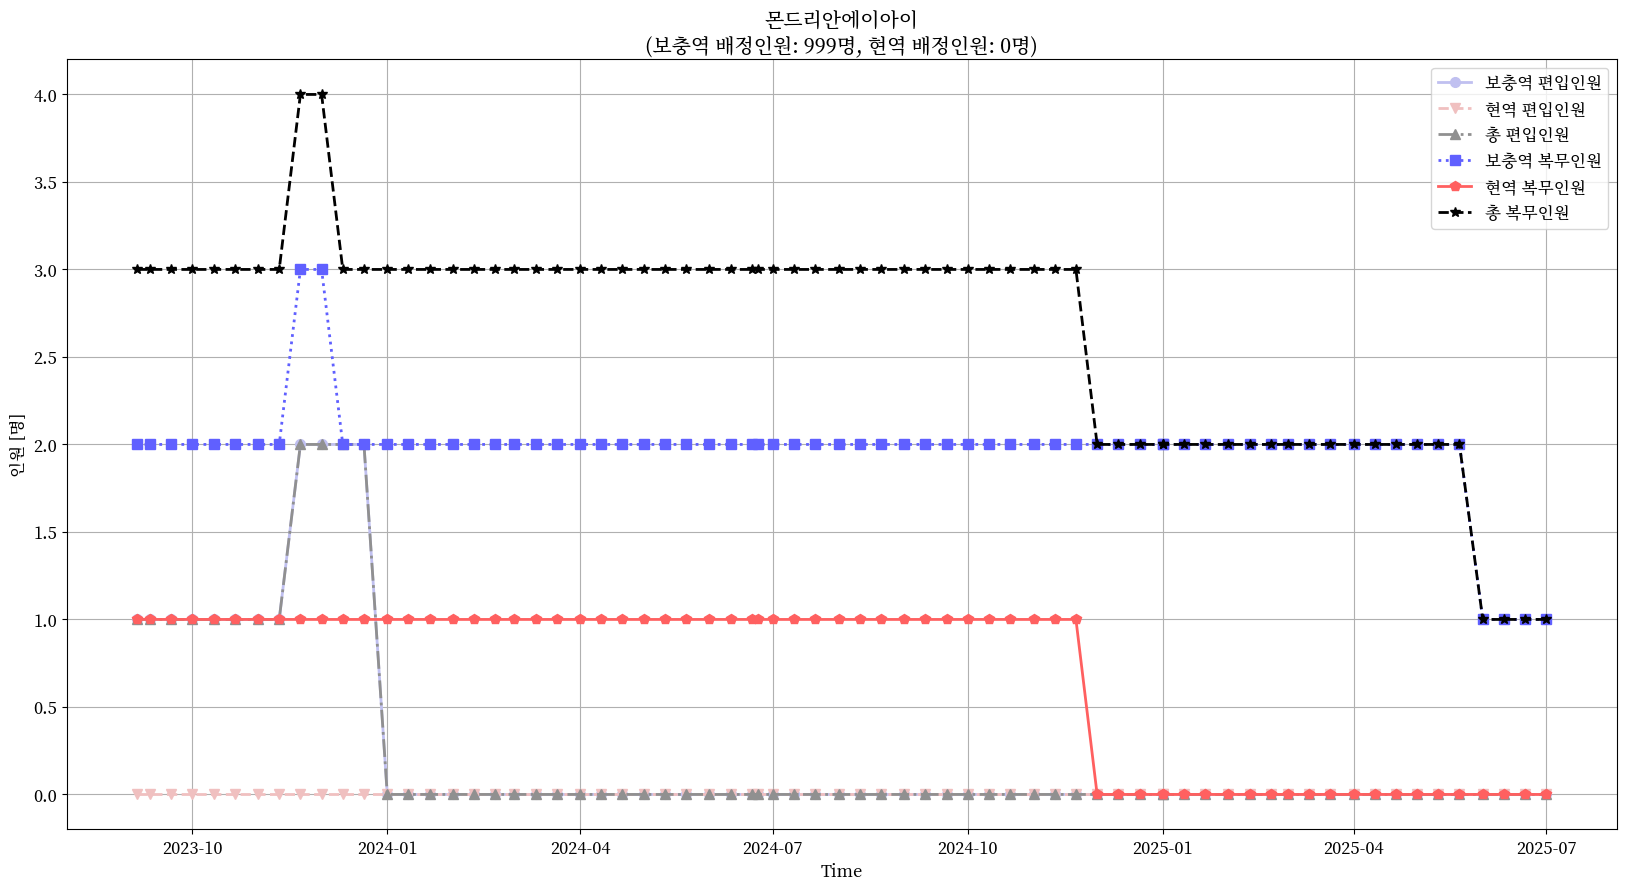 몬드리안에이아이
(보충역 배정인원: 999명, 현역 배정인원: 0명)
보충역 편입인원
현역 편입인원
총 편입인원
보충역 복무인원
현역 복무인원
총 복무인원
인원 [명]
4.0
3.5
3.0
2.5
2.0
1.5
1.0
0.5
0.0
2023-10
2024-01
2024-04
2024-07
2024-10
2025-01
2025-04
2025-07
Time